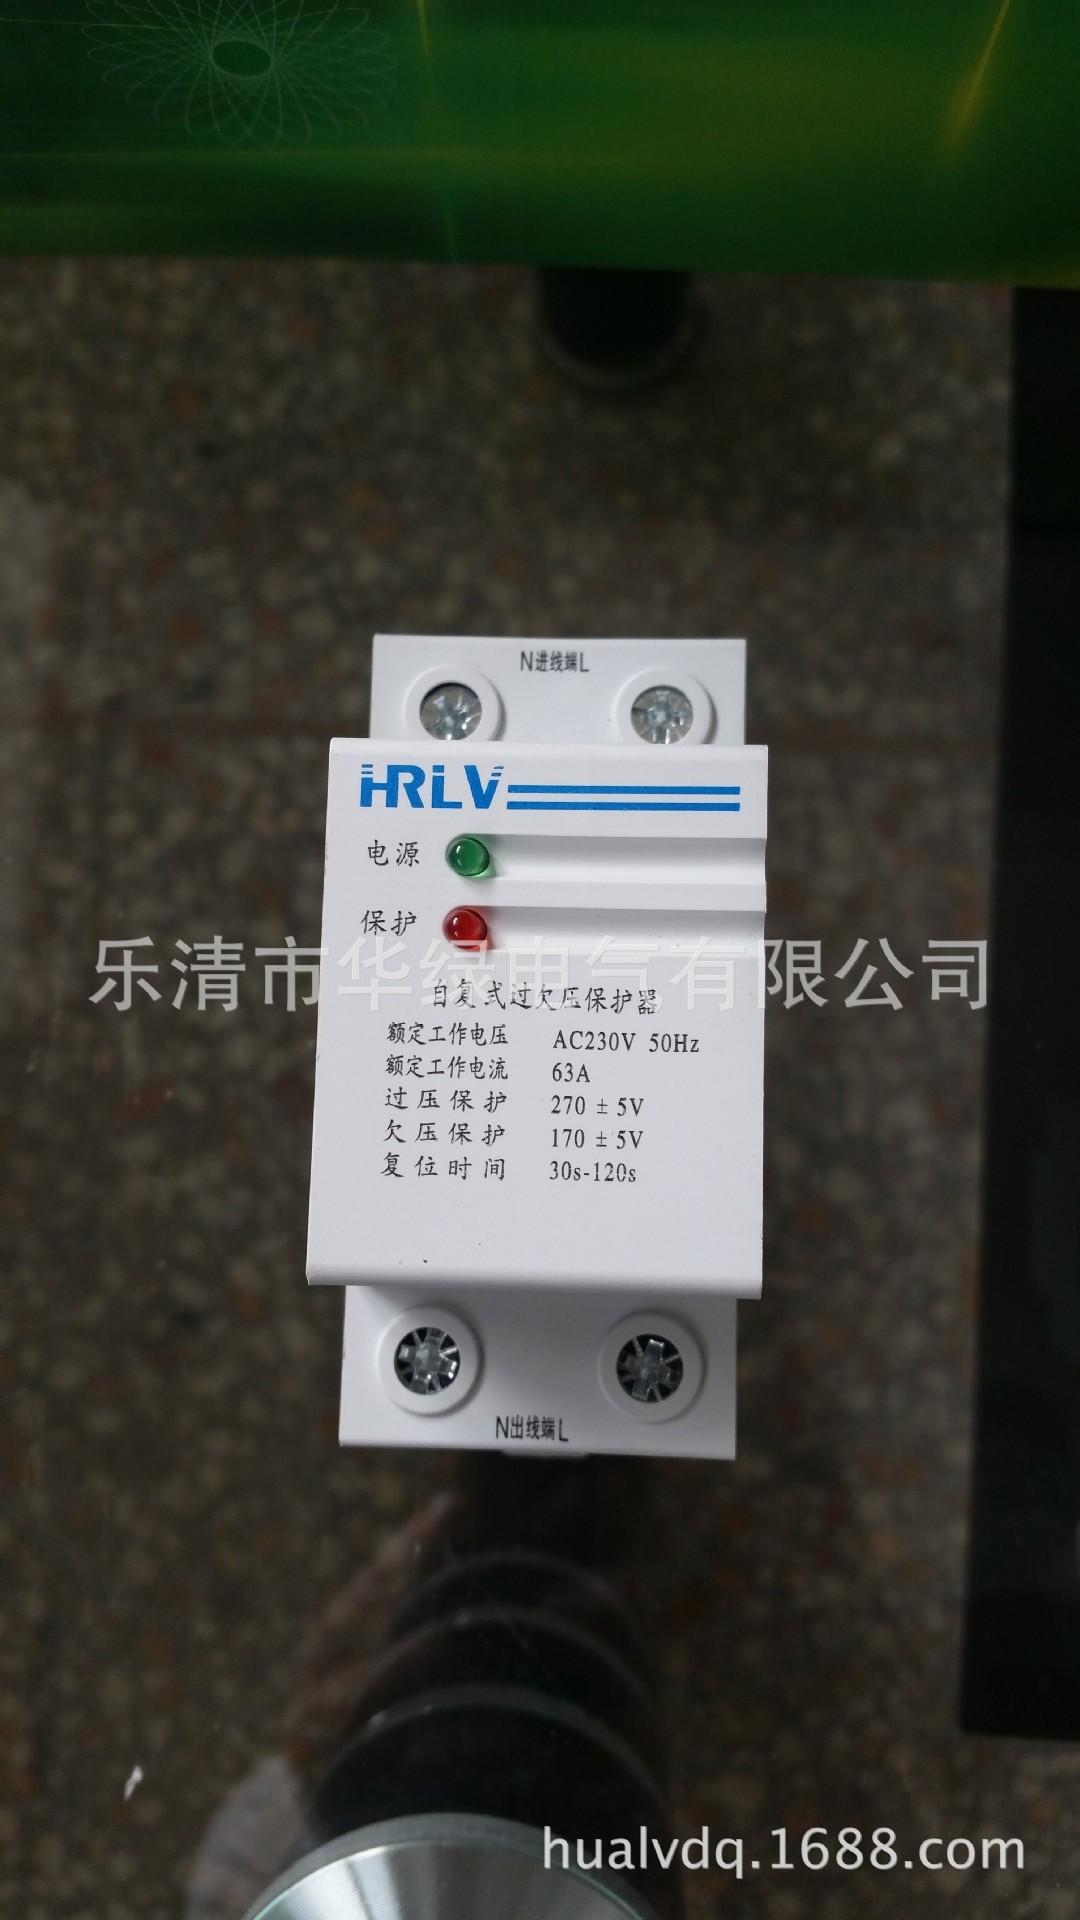 N进线端L
HRLV
电源
保护
乐清市华绿电气有限公司
自复式过欠压保护器
额定工作电压 AC230V 50Hz
额定工作电流 63A
过压保护 270 ± 5V
欠压保护 170 ± 5V
复位时间 30s-120s
N出线端L
hualvdq.1688.com